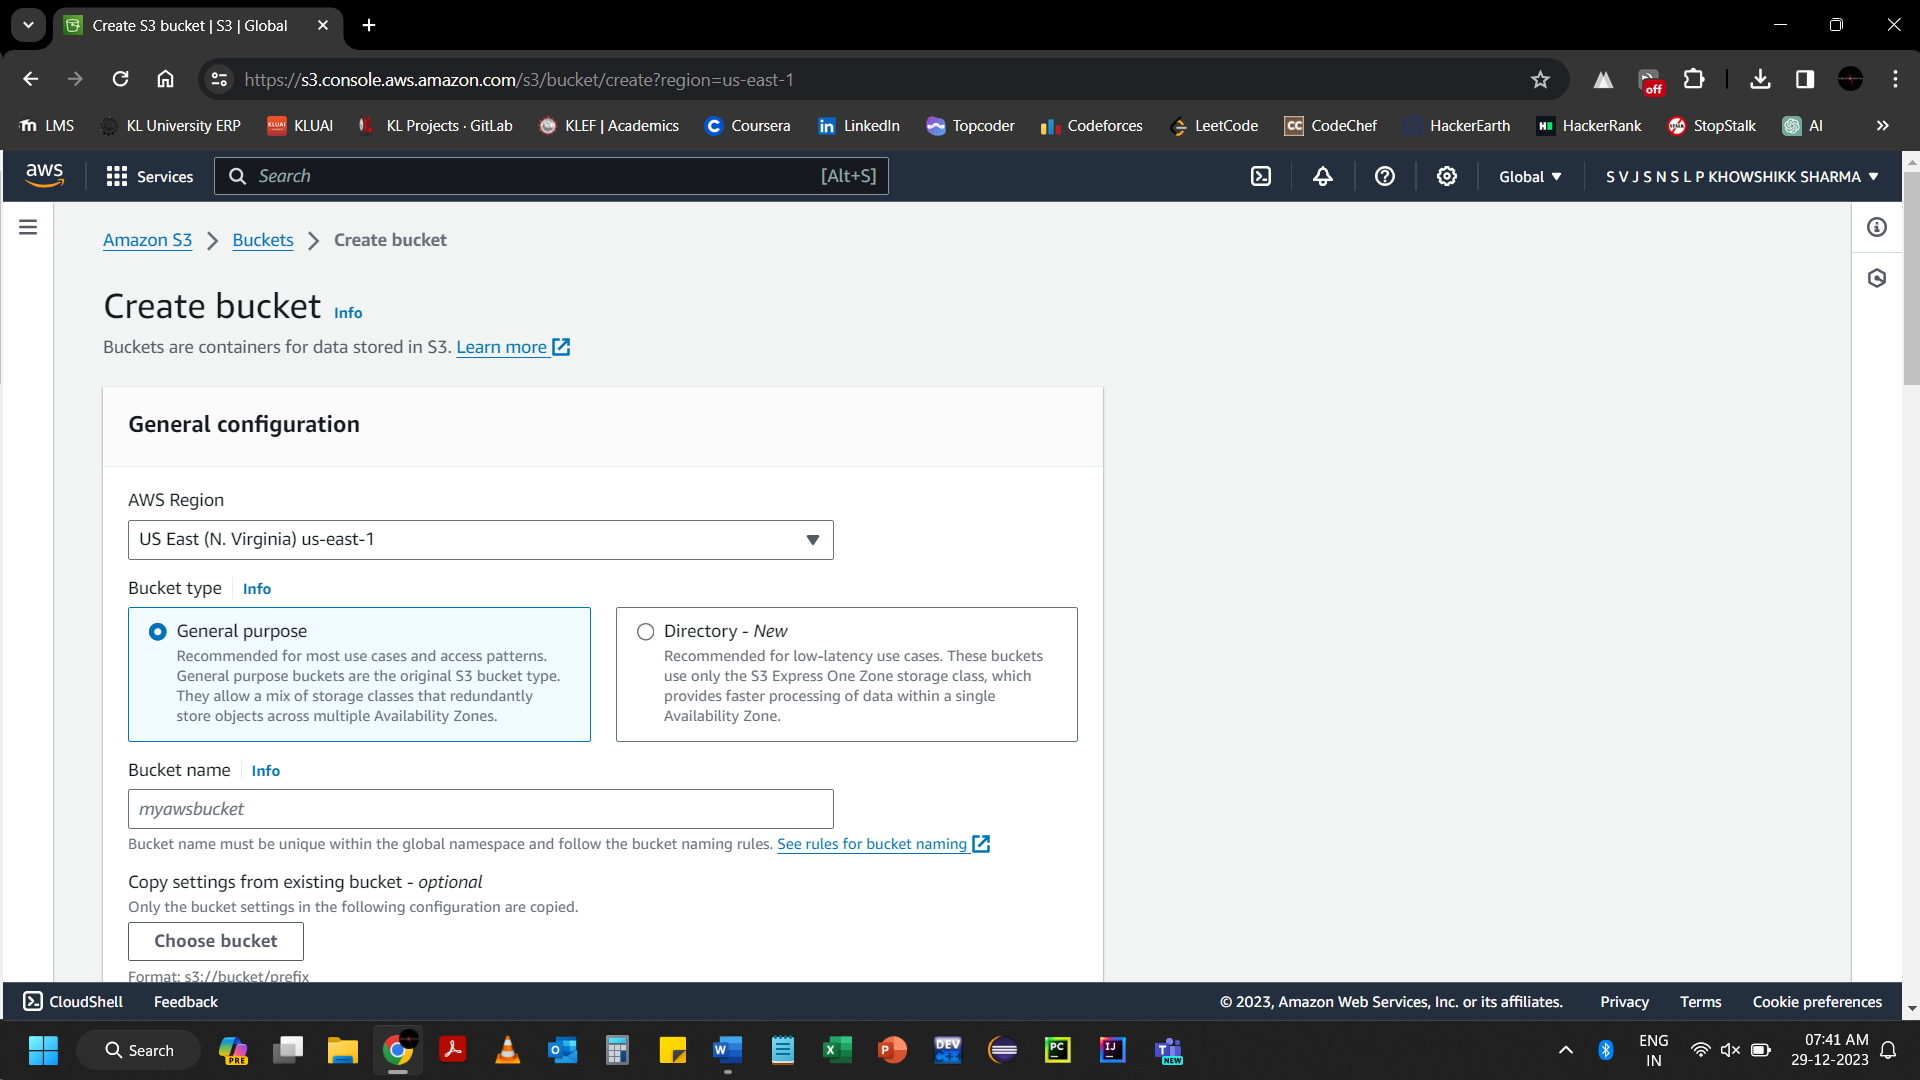 Create S3 bucket | S3 | Global
https://s3.console.aws.amazon.com/s3/bucket/create?region=us-east-1
off
LMS
KL University ERP
KLUAI
KLUAI
KL Projects · GitLab
KLEF | Academics
Coursera
in LinkedIn
Topcoder
Codeforces
LeetCode
CC CodeChef
HackerEarth
HackerRank
StopStalk
AI
aws
Services
Search
[Alt+S]
Global
S V J S N S L P KHOWSHIKK SHARMA
Amazon S3
Buckets
Create bucket
Create bucket Info
Buckets are containers for data stored in S3. Learn more
General configuration
AWS Region
US East (N. Virginia) us-east-1
Bucket type Info
General purpose
Recommended for most use cases and access patterns.
General purpose buckets are the original S3 bucket type.
They allow a mix of storage classes that redundantly
store objects across multiple Availability Zones.
Directory - New
Recommended for low-latency use cases. These buckets
use only the S3 Express One Zone storage class, which
provides faster processing of data within a single
Availability Zone.
Bucket name Info
myawsbucket
Bucket name must be unique within the global namespace and follow the bucket naming rules. See rules for bucket naming
Copy settings from existing bucket - optional
Only the bucket settings in the following configuration are copied.
Choose bucket
Format: s3://bucket/prefix
CloudShell
Feedback
© 2023, Amazon Web Services, Inc. or its affiliates.
Privacy
Terms
Cookie preferences
Search
PRE
DEV
PC
IJ
NEW
ENG
IN
07:41 AM
29-12-2023